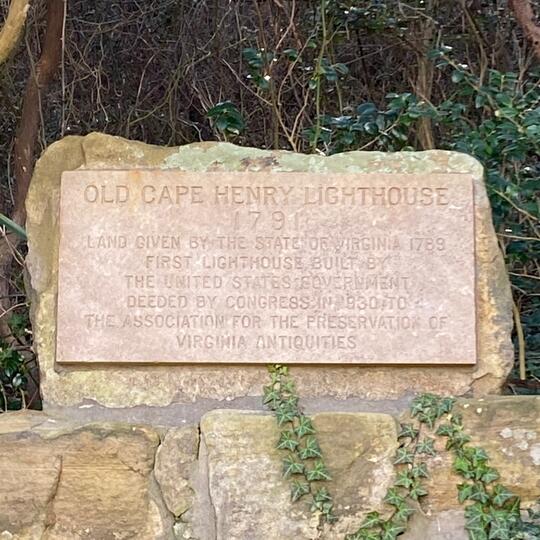 OLD CAPE HENRY LIGHTHOUSE
1791
LAND GIVEN BY THE STATE OF VIRGINIA 1789
FIRST LIGHTHOUSE BUILT BY
THE UNITED STATES GOVERNMENT
DEEDED BY CONGRESS IN 1930 TO
THE ASSOCIATION FOR THE PRESERVATION OF
VIRGINIA ANTIQUITIES